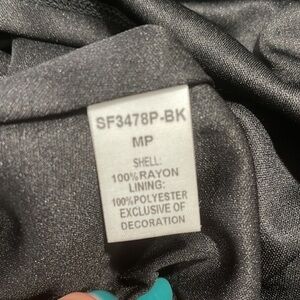 SF3478P-BK
MP
SHELL:
100%RAYON
LINING:
100%POLYESTER
EXCLUSIVE OF
DECORATION